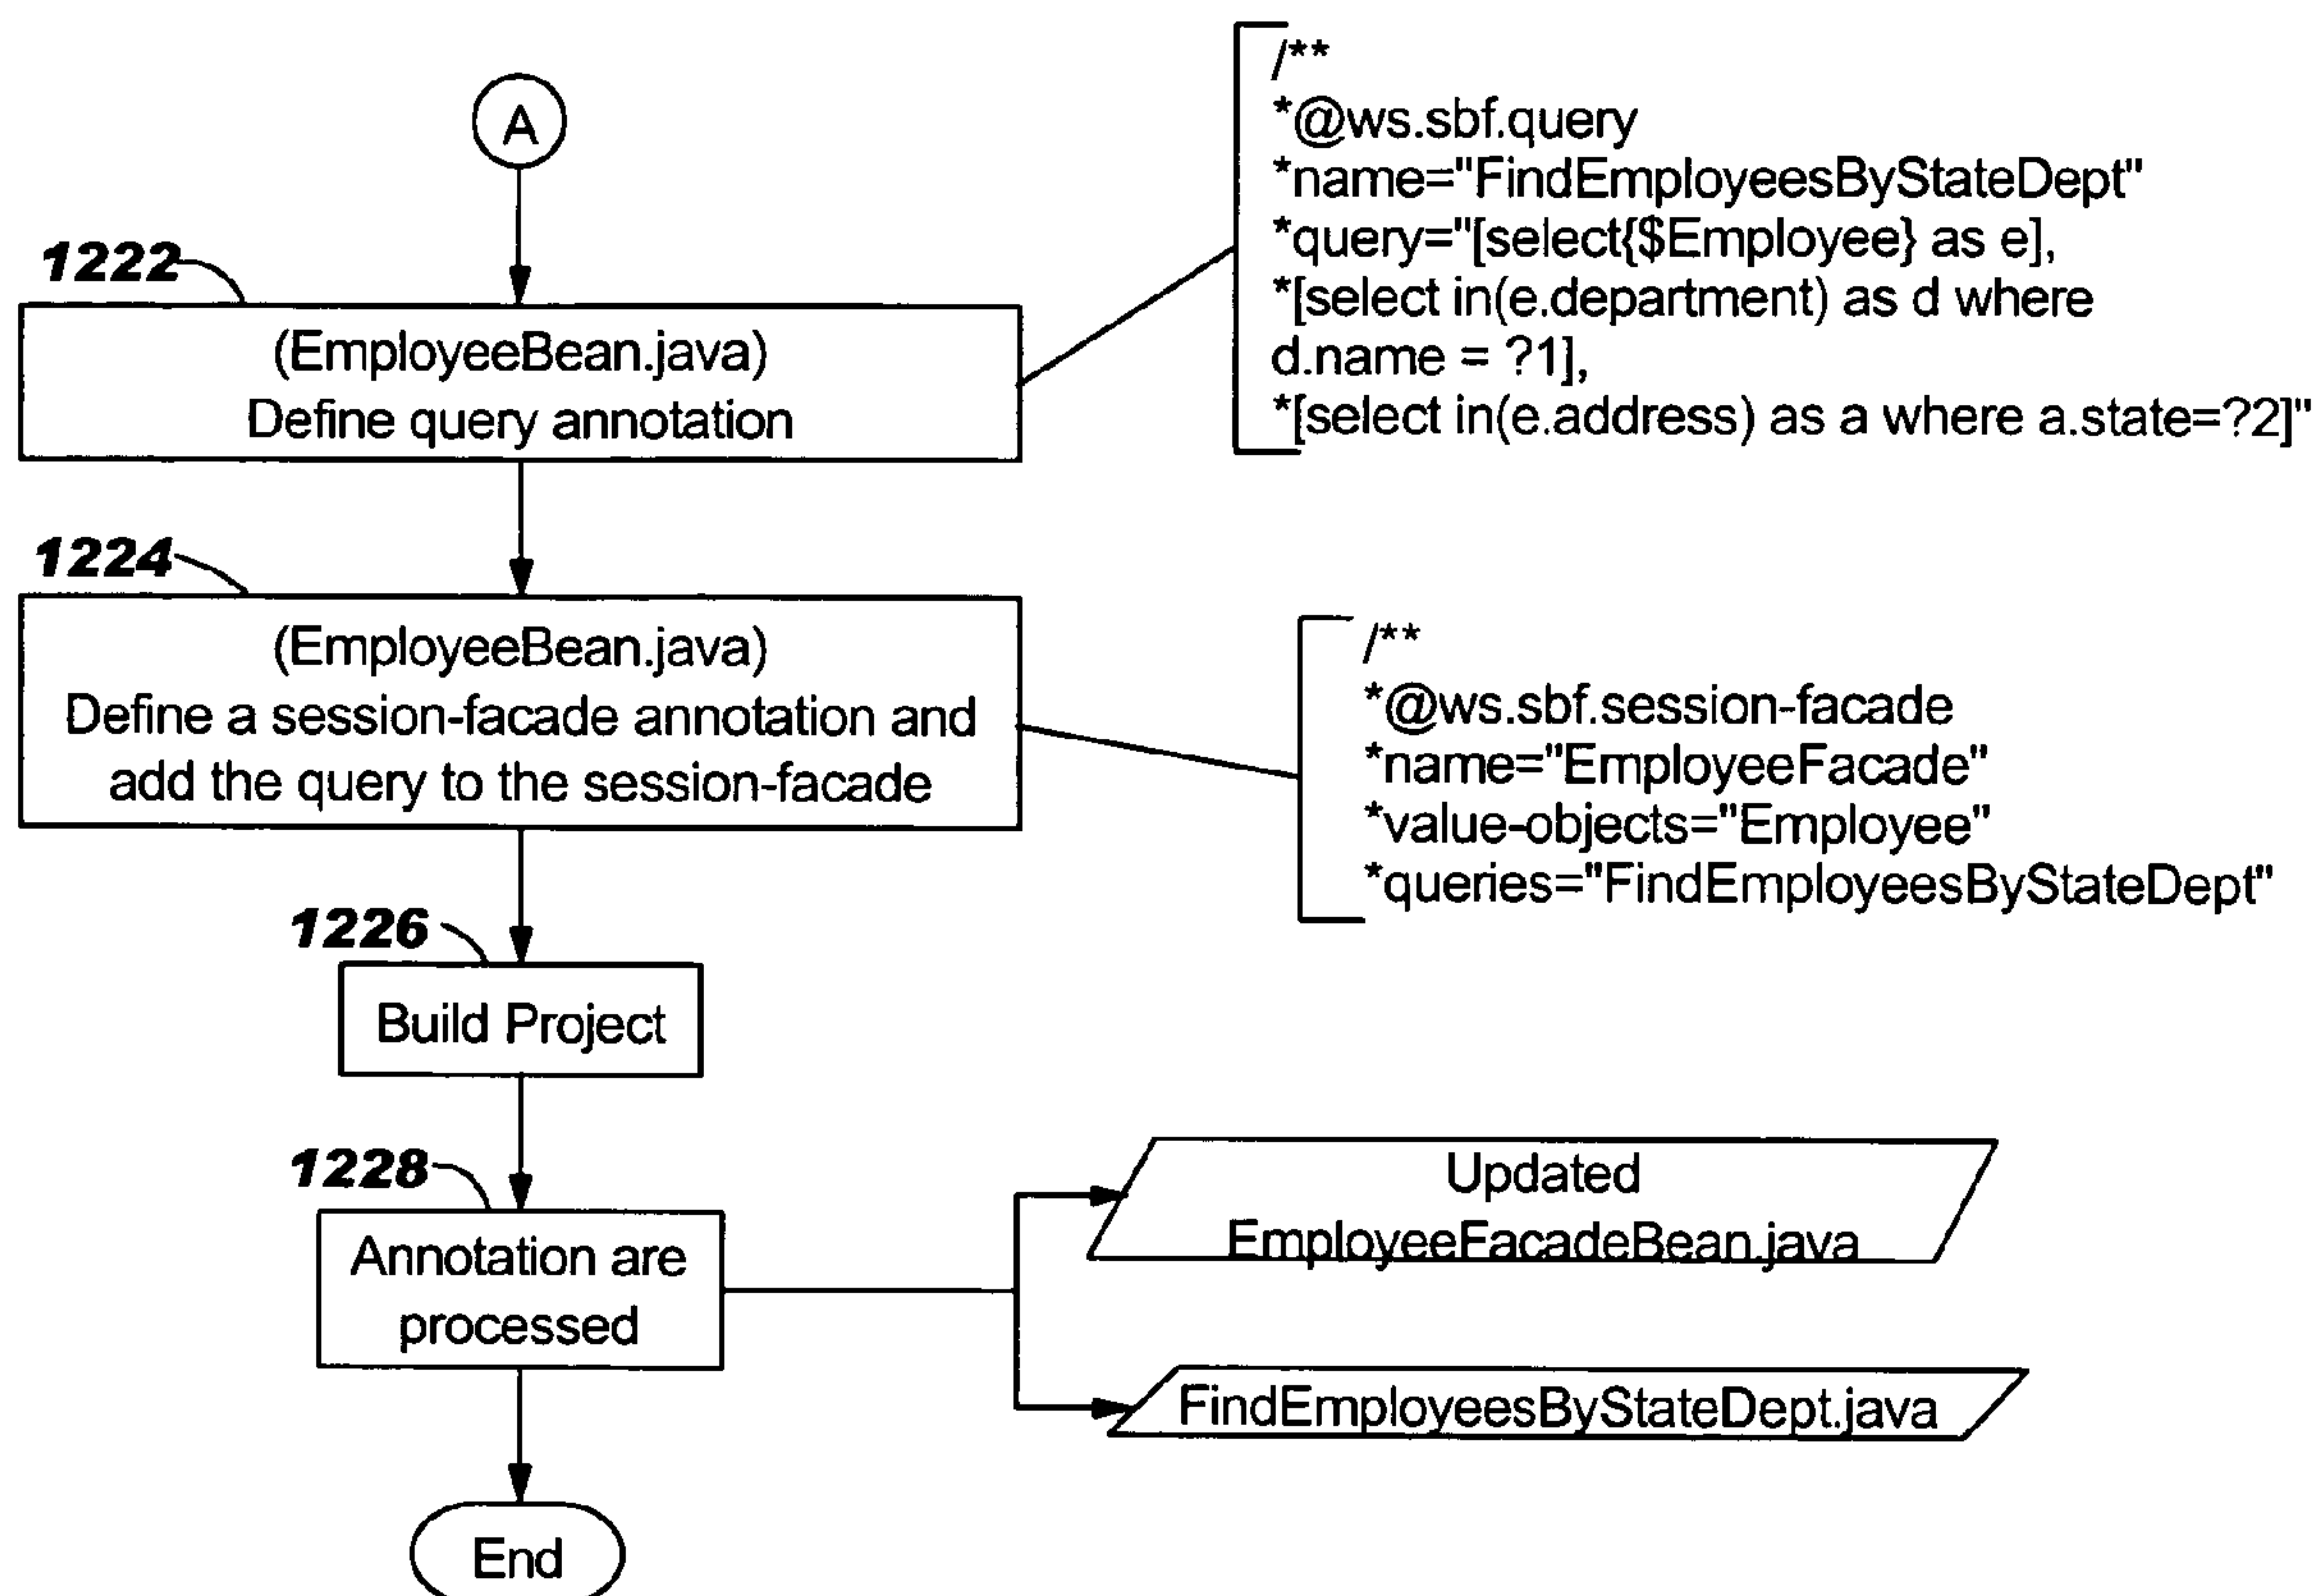 A
/**
*@ws.sbf.query
*name="FindEmployeesByStateDept"
*query="[select{$Employee} as e],
*[select in(e.department) as d where
d.name = ?1],
*[select in(e.address) as a where a.state=?2]"
1222
(EmployeeBean.java)
Define query annotation
1224
(EmployeeBean.java)
Define a session-facade annotation and
add the query to the session-facade
/**
*@ws.sbf.session-facade
*name="EmployeeFacade"
*value-objects="Employee"
*queries="FindEmployeesByStateDept"
1226
Build Project
1228
Annotation are
processed
Updated
EmployeeFacadeBean.java
FindEmployeesByStateDept.java
End